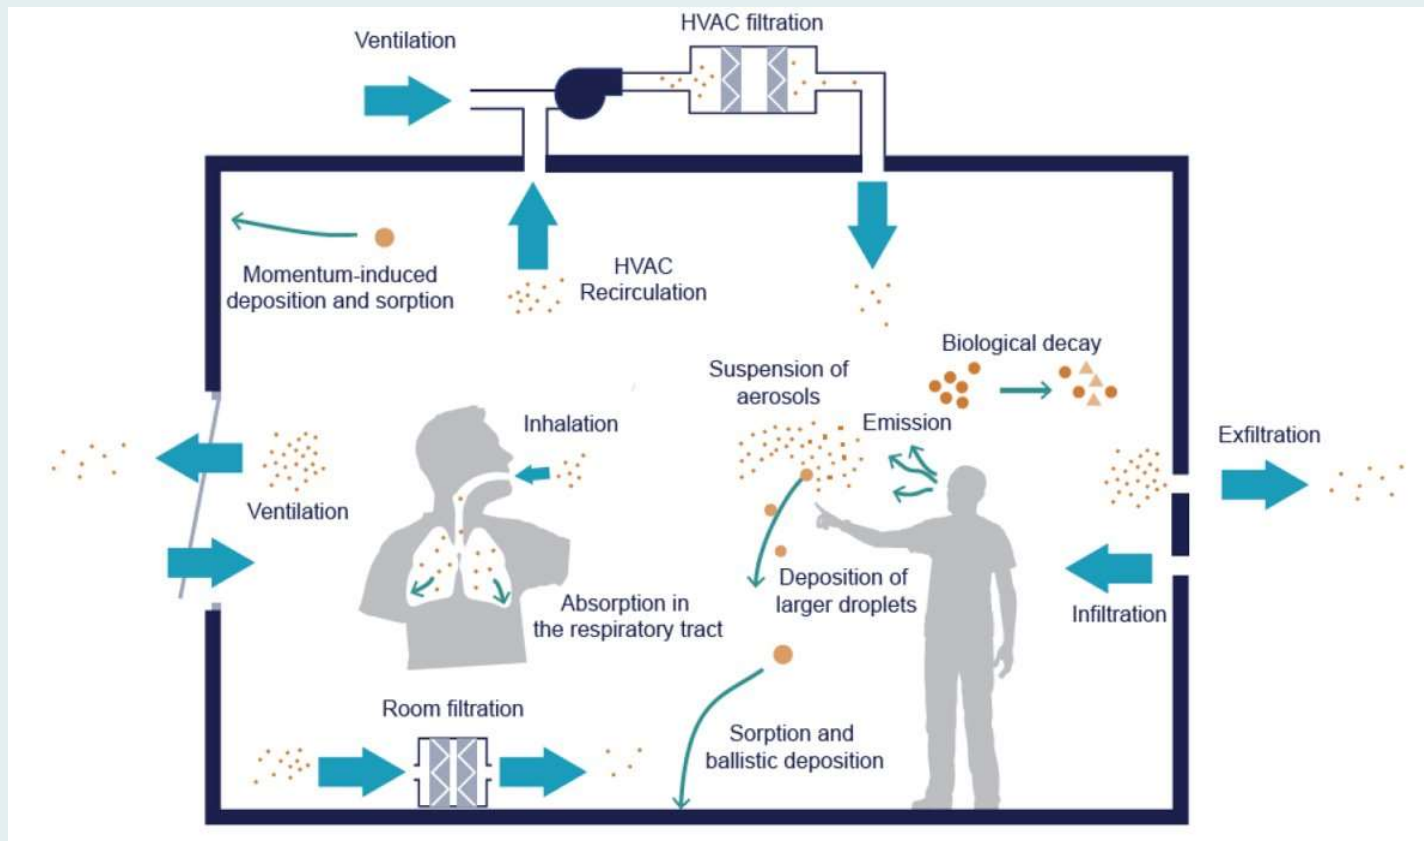 HVAC filtration
Ventilation
Momentum-induced
deposition and sorption
HVAC
Recirculation
Biological decay
Suspension of
aerosols
Emission
Inhalation
Exfiltration
Ventilation
Deposition of
larger droplets
Absorption in
the respiratory tract
Infiltration
Room filtration
Sorption and
ballistic deposition